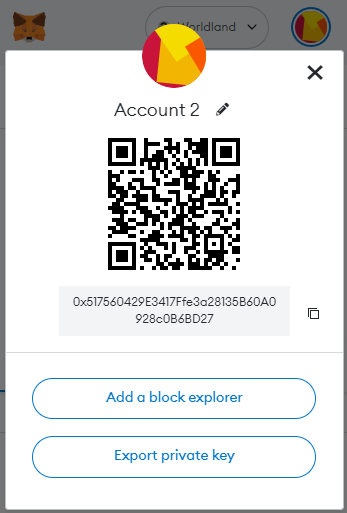 Worldland
Account 2
0x517560429E3417Ffe3a28135B60A0
928c0B6BD27
Add a block explorer
Export private key